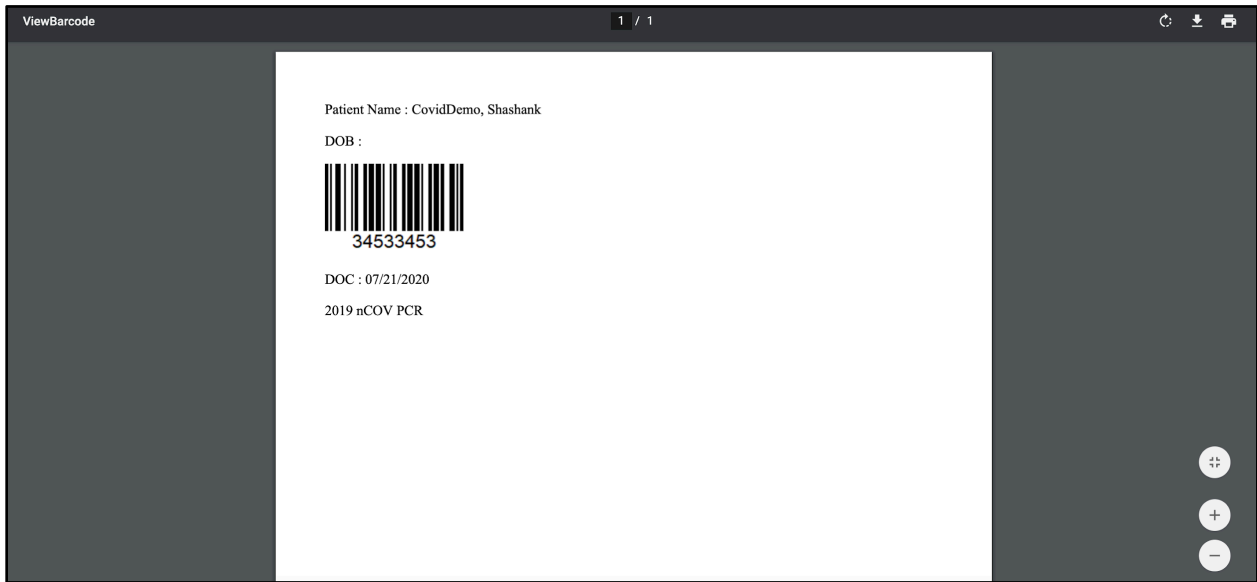 ViewBarcode
1 / 1
Patient Name : CovidDemo, Shashank
DOB :
34533453
DOC : 07/21/2020
2019 nCOV PCR